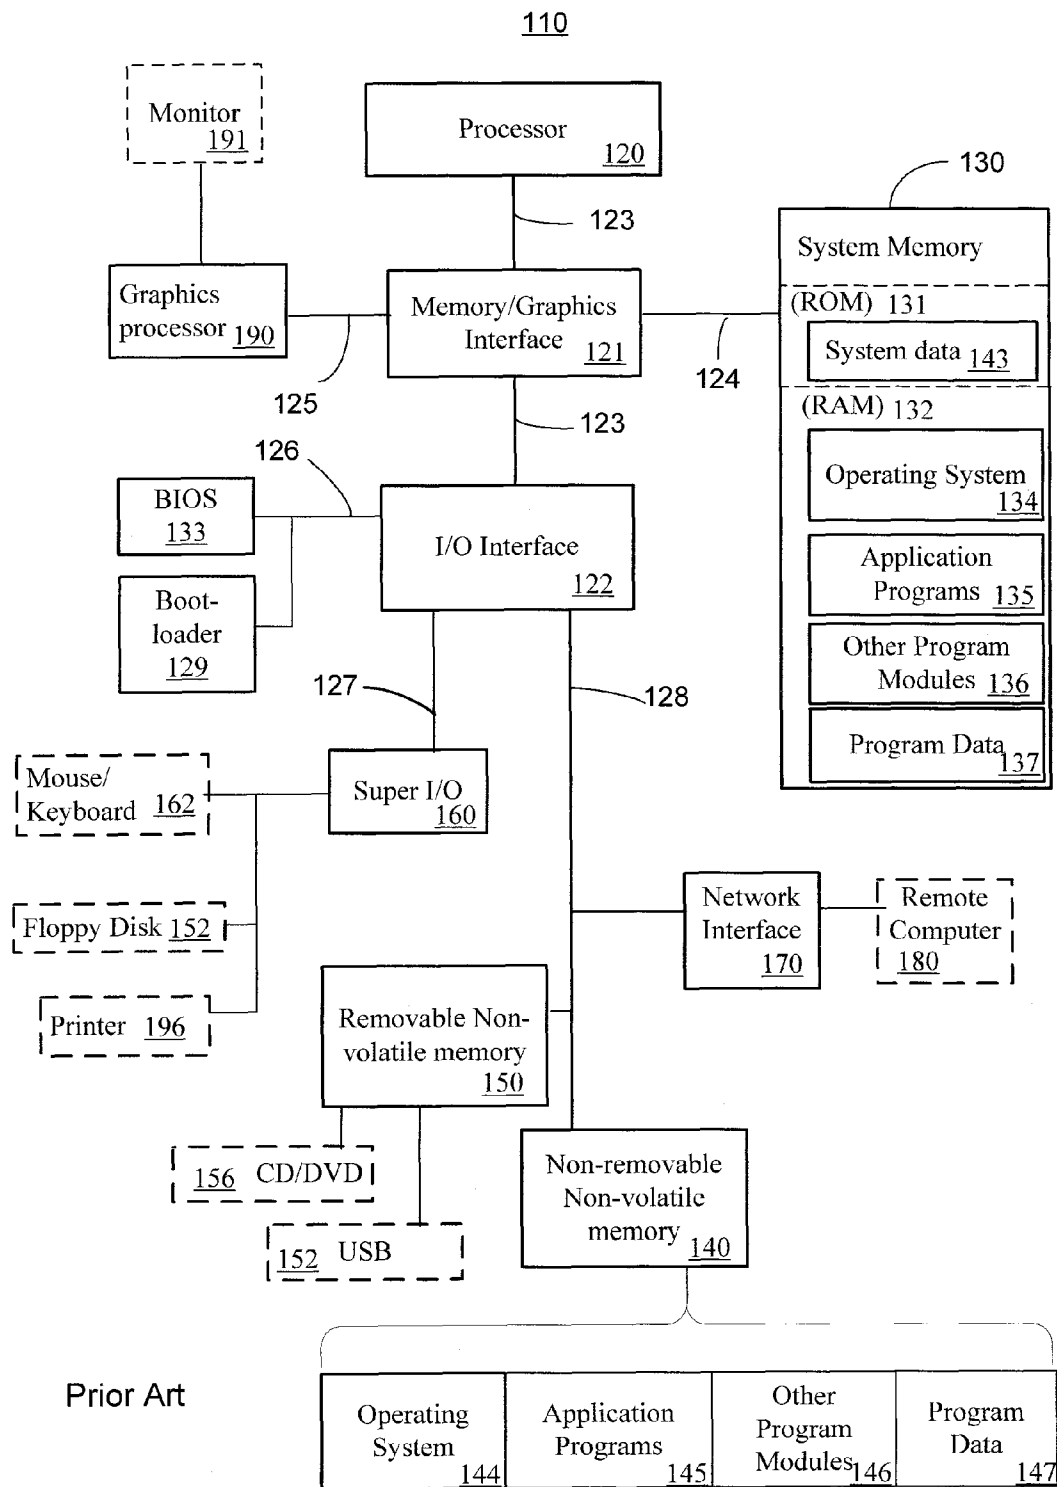 110
Monitor
191
Processor
120
130
123
System Memory
Graphics
processor 190
Memory/Graphics
Interface
121
(ROM) 131
System data 143
125
124
(RAM) 132
123
126
Operating System
134
BIOS
133
I/O Interface
122
Application
Programs 135
Boot-
loader
129
Other Program
Modules 136
127
128
Program Data
137
Mouse/
Keyboard 162
Super I/O
160
Network
Interface
170
Remote
Computer
180
Floppy Disk 152
Printer 196
Removable Non-
volatile memory
150
156 CD/DVD
Non-removable
Non-volatile
memory
140
152 USB
Prior Art
Operating
System
144
Application
Programs
145
Other
Program
Modules 146
Program
Data
147